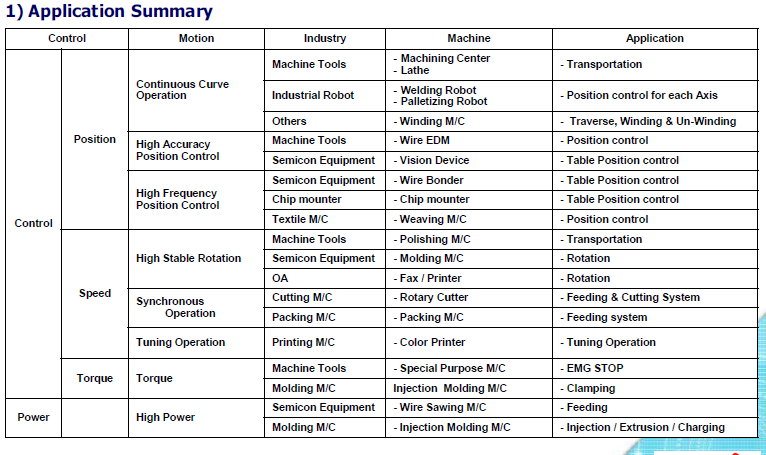 1) Application Summary
Control Motion Industry Machine Application
Control Position Continuous Curve Operation Machine Tools - Machining Center - Lathe - Transportation
Industrial Robot - Welding Robot - Palletizing Robot - Position control for each Axis
Others - Winding M/C - Traverse, Winding & Un-Winding
High Accuracy Position Control Machine Tools - Wire EDM - Position control
Semicon Equipment - Vision Device - Table Position control
High Frequency Position Control Semicon Equipment - Wire Bonder - Table Position control
Chip mounter - Chip mounter - Table Position control
Textile M/C - Weaving M/C - Position control
Speed High Stable Rotation Machine Tools - Polishing M/C - Transportation
Semicon Equipment - Molding M/C - Rotation
OA - Fax / Printer - Rotation
Synchronous Operation Cutting M/C - Rotary Cutter - Feeding & Cutting System
Packing M/C - Packing M/C - Feeding system
Tuning Operation Printing M/C - Color Printer - Tuning Operation
Torque Torque Machine Tools - Special Purpose M/C - EMG STOP
Molding M/C Injection Molding M/C - Clamping
Power High Power Semicon Equipment - Wire Sawing M/C - Feeding
Molding M/C - Injection Molding M/C - Injection / Extrusion / Charging